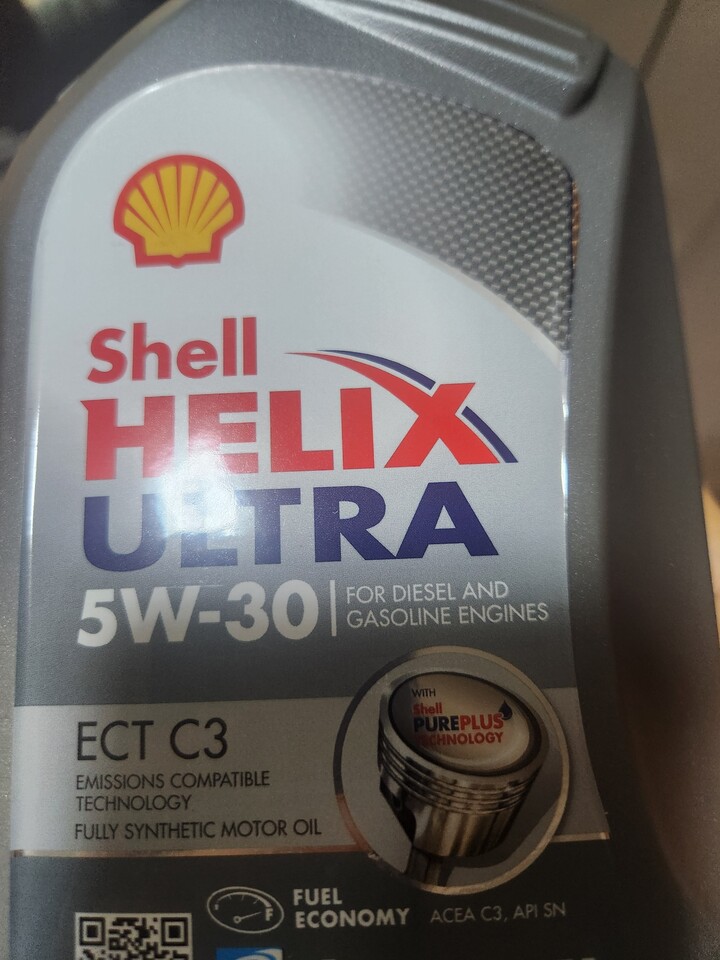 Shell
HELIX
ULTRA
5W-30
FOR DIESEL AND
GASOLINE ENGINES
WITH
Shell
PUREPLUS
TECHNOLOGY
ECT C3
EMISSIONS COMPATIBLE
TECHNOLOGY
FULLY SYNTHETIC MOTOR OIL
F
FUEL
ECONOMY
ACEA C3, API SN